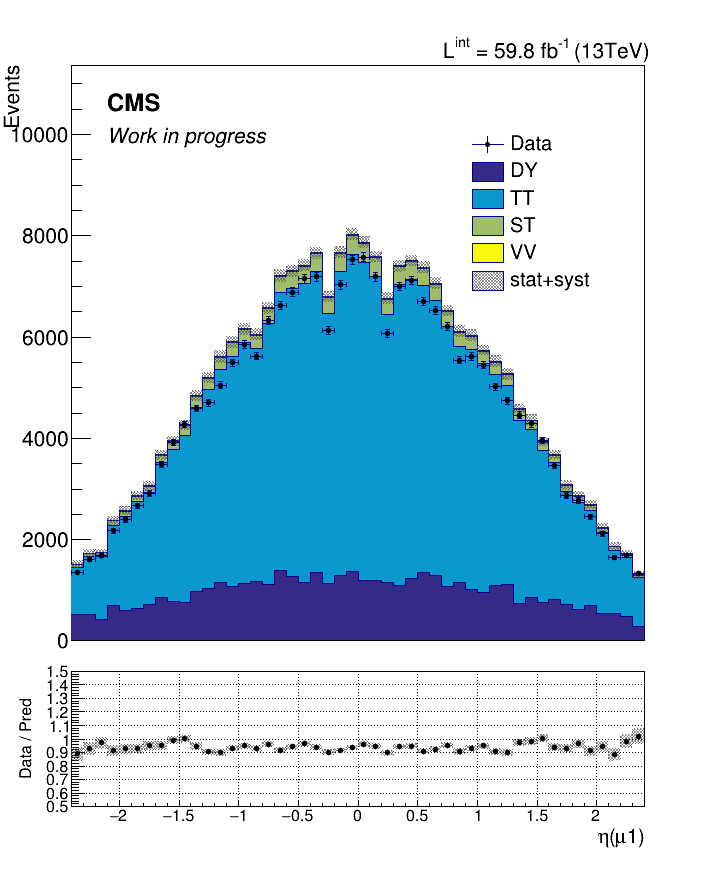 L^int = 59.8 fb^-1 (13TeV)
Events
CMS
Work in progress
Data
DY
TT
ST
VV
stat+syst
10000
8000
6000
4000
2000
0
Data / Pred
1.5
1.4
1.3
1.2
1.1
1
0.9
0.8
0.7
0.6
0.5
−2 −1.5 −1 −0.5 0 0.5 1 1.5 2
η(μ1)